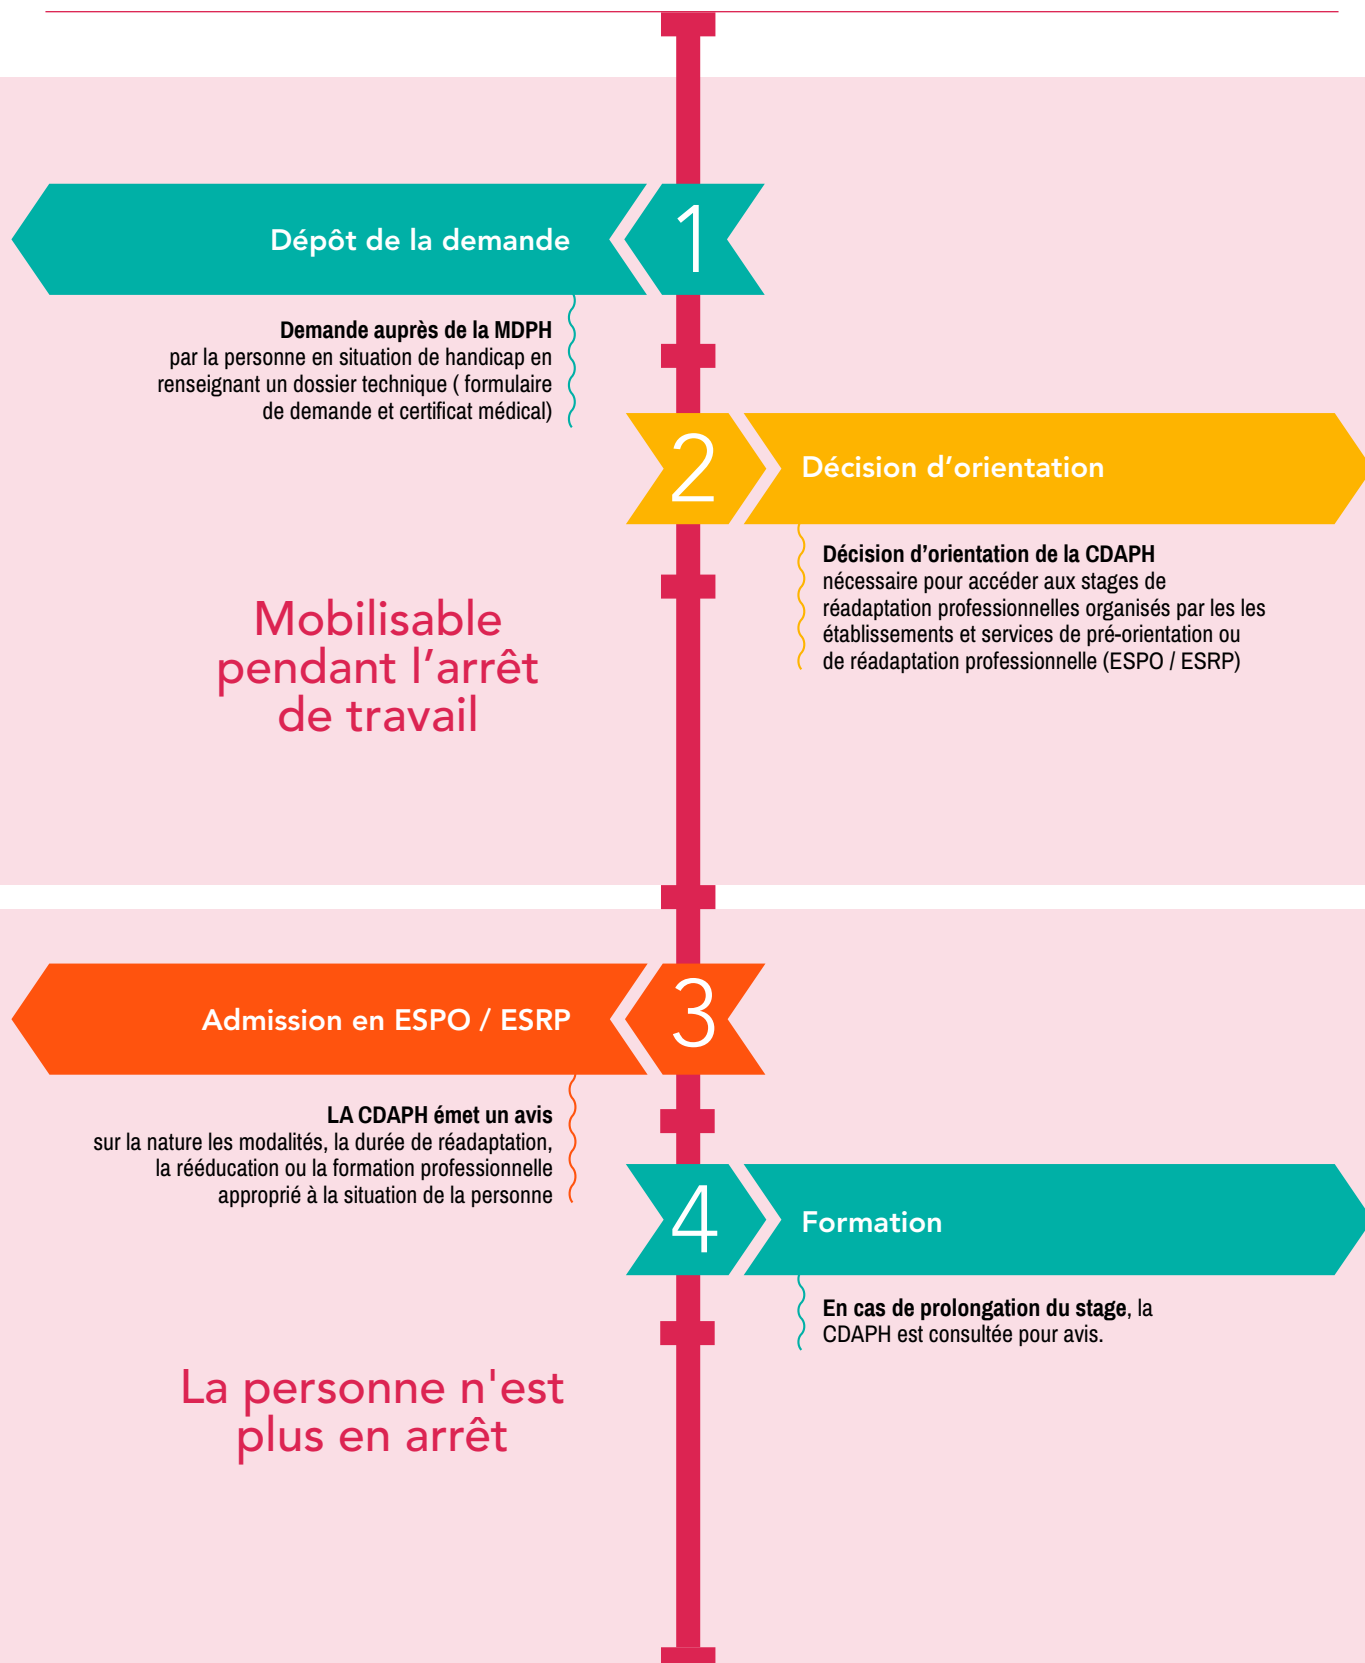 1
Dépôt de la demande
Demande auprès de la MDPH
par la personne en situation de handicap en
renseignant un dossier technique ( formulaire
de demande et certificat médical)
2
Décision d’orientation
Décision d’orientation de la CDAPH
nécessaire pour accéder aux stages de
réadaptation professionnelles organisés par les les
établissements et services de pré-orientation ou
de réadaptation professionnelle (ESPO / ESRP)
Mobilisable
pendant l’arrêt
de travail
3
Admission en ESPO / ESRP
LA CDAPH émet un avis
sur la nature les modalités, la durée de réadaptation,
la rééducation ou la formation professionnelle
approprié à la situation de la personne
4
Formation
En cas de prolongation du stage, la
CDAPH est consultée pour avis.
La personne n'est
plus en arrêt